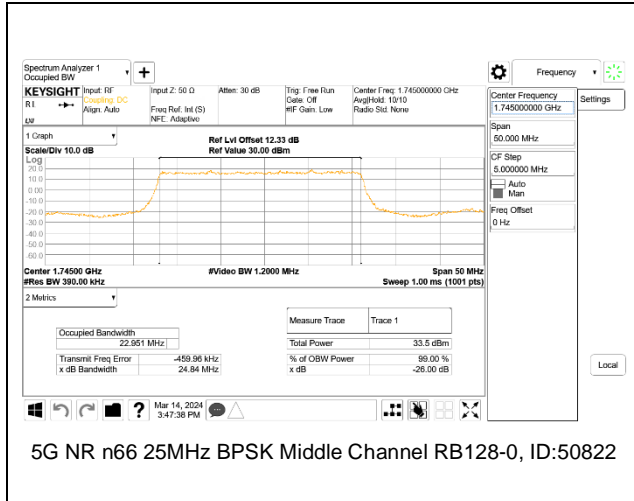 Spectrum Analyzer 1
Occupied BW
Frequency
KEYSIGHT Input: RF Input Z: 50 Ω Atten: 30 dB Trig: Free Run Center Freq: 1.745000000 GHz
Coupling: DC Gate: Off Avg|Hold: 10/10
Align: Auto Freq Ref: Int (S) #IF Gain: Low Radio Std: None
NFE: Adaptive
Center Frequency
1.745000000 GHz
Settings
Span
50.000 MHz
CF Step
5.000000 MHz
Auto
Man
Freq Offset
0 Hz
1 Graph
Ref Lvl Offset 12.33 dB
Scale/Div 10.0 dB Ref Value 30.00 dBm
Log
20.0
10.0
0.00
-10.0
-20.0
-30.0
-40.0
-50.0
-60.0
Center 1.74500 GHz #Video BW 1.2000 MHz Span 50 MHz
#Res BW 390.00 kHz Sweep 1.00 ms (1001 pts)
2 Metrics
Occupied Bandwidth
22.951 MHz
Transmit Freq Error -459.96 kHz
x dB Bandwidth 24.84 MHz
Measure Trace Trace 1
Total Power 33.5 dBm
% of OBW Power 99.00 %
x dB -26.00 dB
Local
Mar 14, 2024
3:47:38 PM
5G NR n66 25MHz BPSK Middle Channel RB128-0, ID:50822